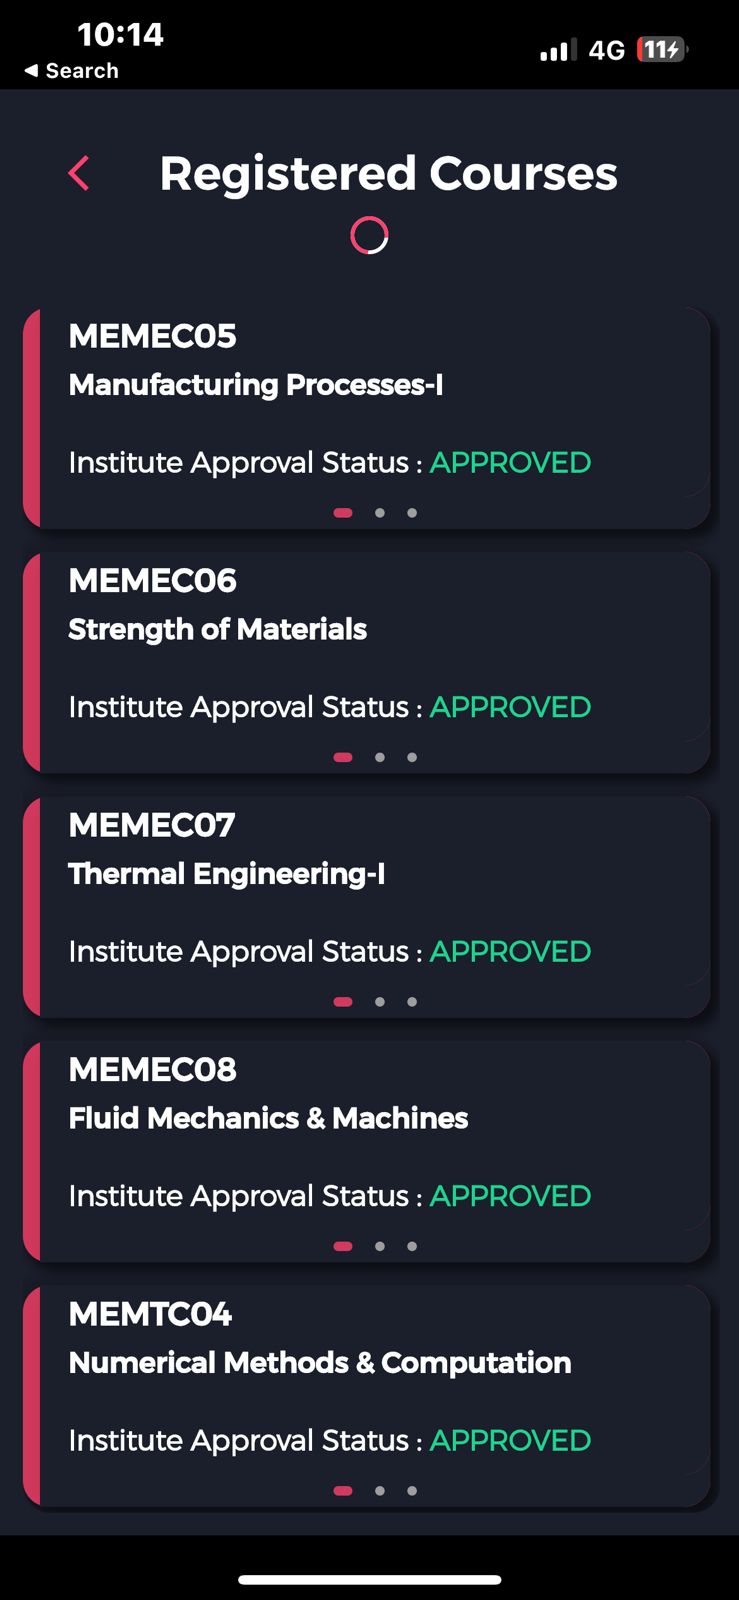 10:14
4G
11
◀ Search
Registered Courses
MEMEC05
Manufacturing Processes-I
Institute Approval Status : APPROVED
MEMEC06
Strength of Materials
Institute Approval Status : APPROVED
MEMEC07
Thermal Engineering-I
Institute Approval Status : APPROVED
MEMEC08
Fluid Mechanics & Machines
Institute Approval Status : APPROVED
MEMTC04
Numerical Methods & Computation
Institute Approval Status : APPROVED